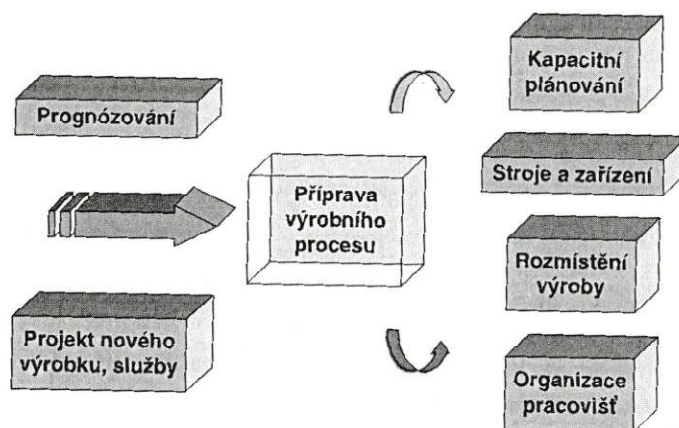 Prognózování
Projekt nového
výrobku, služby
Příprava
výrobního
procesu
Kapacitní
plánování
Stroje a zařízení
Rozmístění
výroby
Organizace
pracovišť